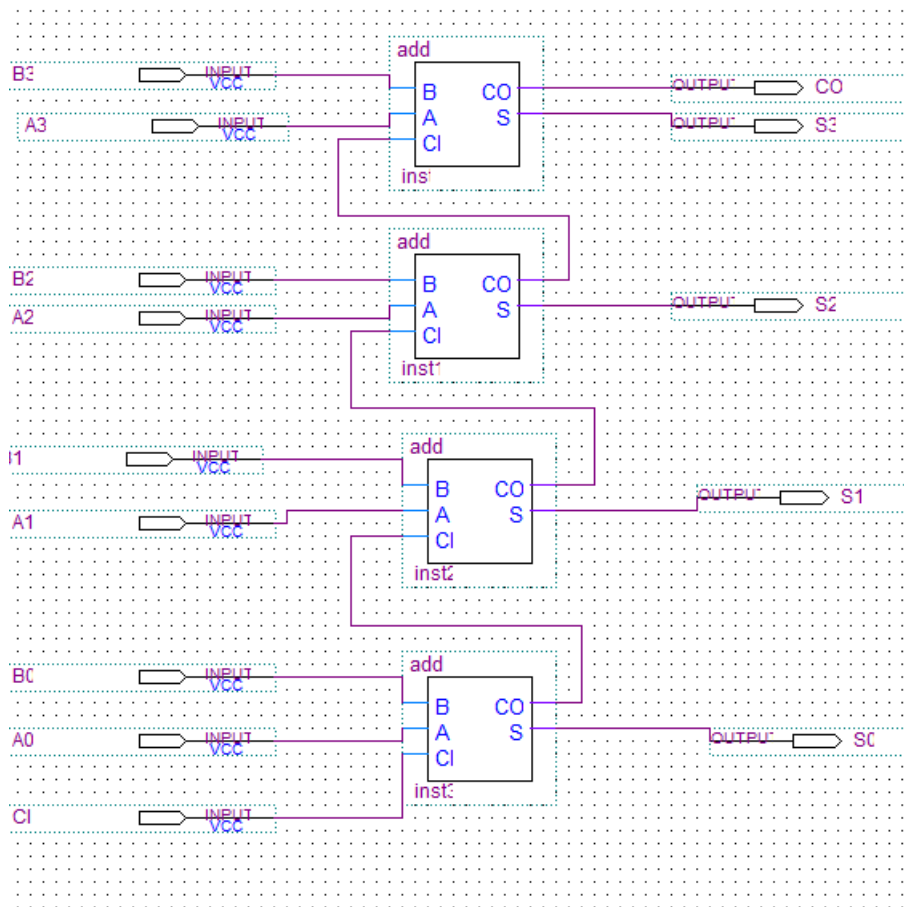 add
B3 INPUT VCC B CO OUTPUT CO
A3 INPUT VCC A S OUTPUT S3
CI
inst
add
B2 INPUT VCC B CO
A2 INPUT VCC A S OUTPUT S2
CI
inst1
add
INPUT VCC B CO OUTPUT S1
A1 INPUT VCC A S
CI
inst2
add
B0 INPUT VCC B CO
A0 INPUT VCC A S OUTPUT S0
CI
inst3
CI INPUT VCC